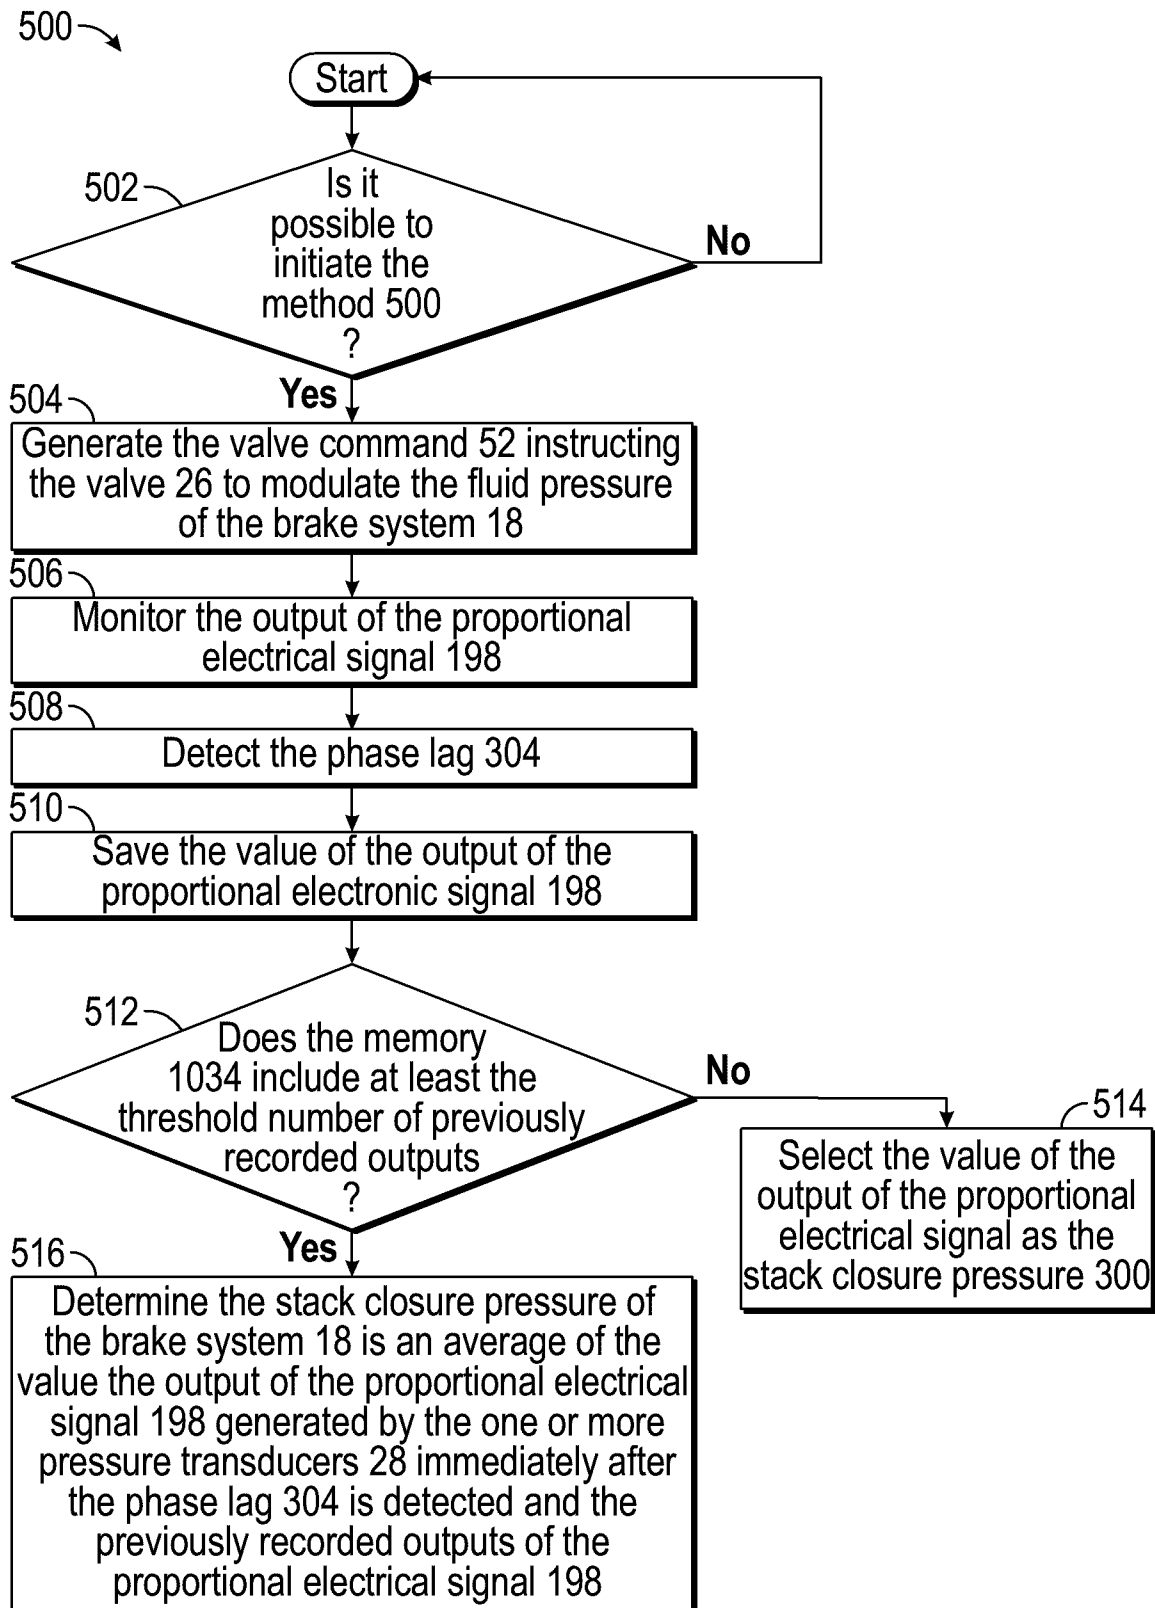 500
Start
502
Is it
possible to
initiate the
method 500
?
No
Yes
504
Generate the valve command 52 instructing
the valve 26 to modulate the fluid pressure
of the brake system 18
506
Monitor the output of the proportional
electrical signal 198
508
Detect the phase lag 304
510
Save the value of the output of the
proportional electronic signal 198
512
Does the memory
1034 include at least the
threshold number of previously
recorded outputs
?
No
514
Select the value of the
output of the proportional
electrical signal as the
stack closure pressure 300
Yes
516
Determine the stack closure pressure of
the brake system 18 is an average of the
value the output of the proportional electrical
signal 198 generated by the one or more
pressure transducers 28 immediately after
the phase lag 304 is detected and the
previously recorded outputs of the
proportional electrical signal 198